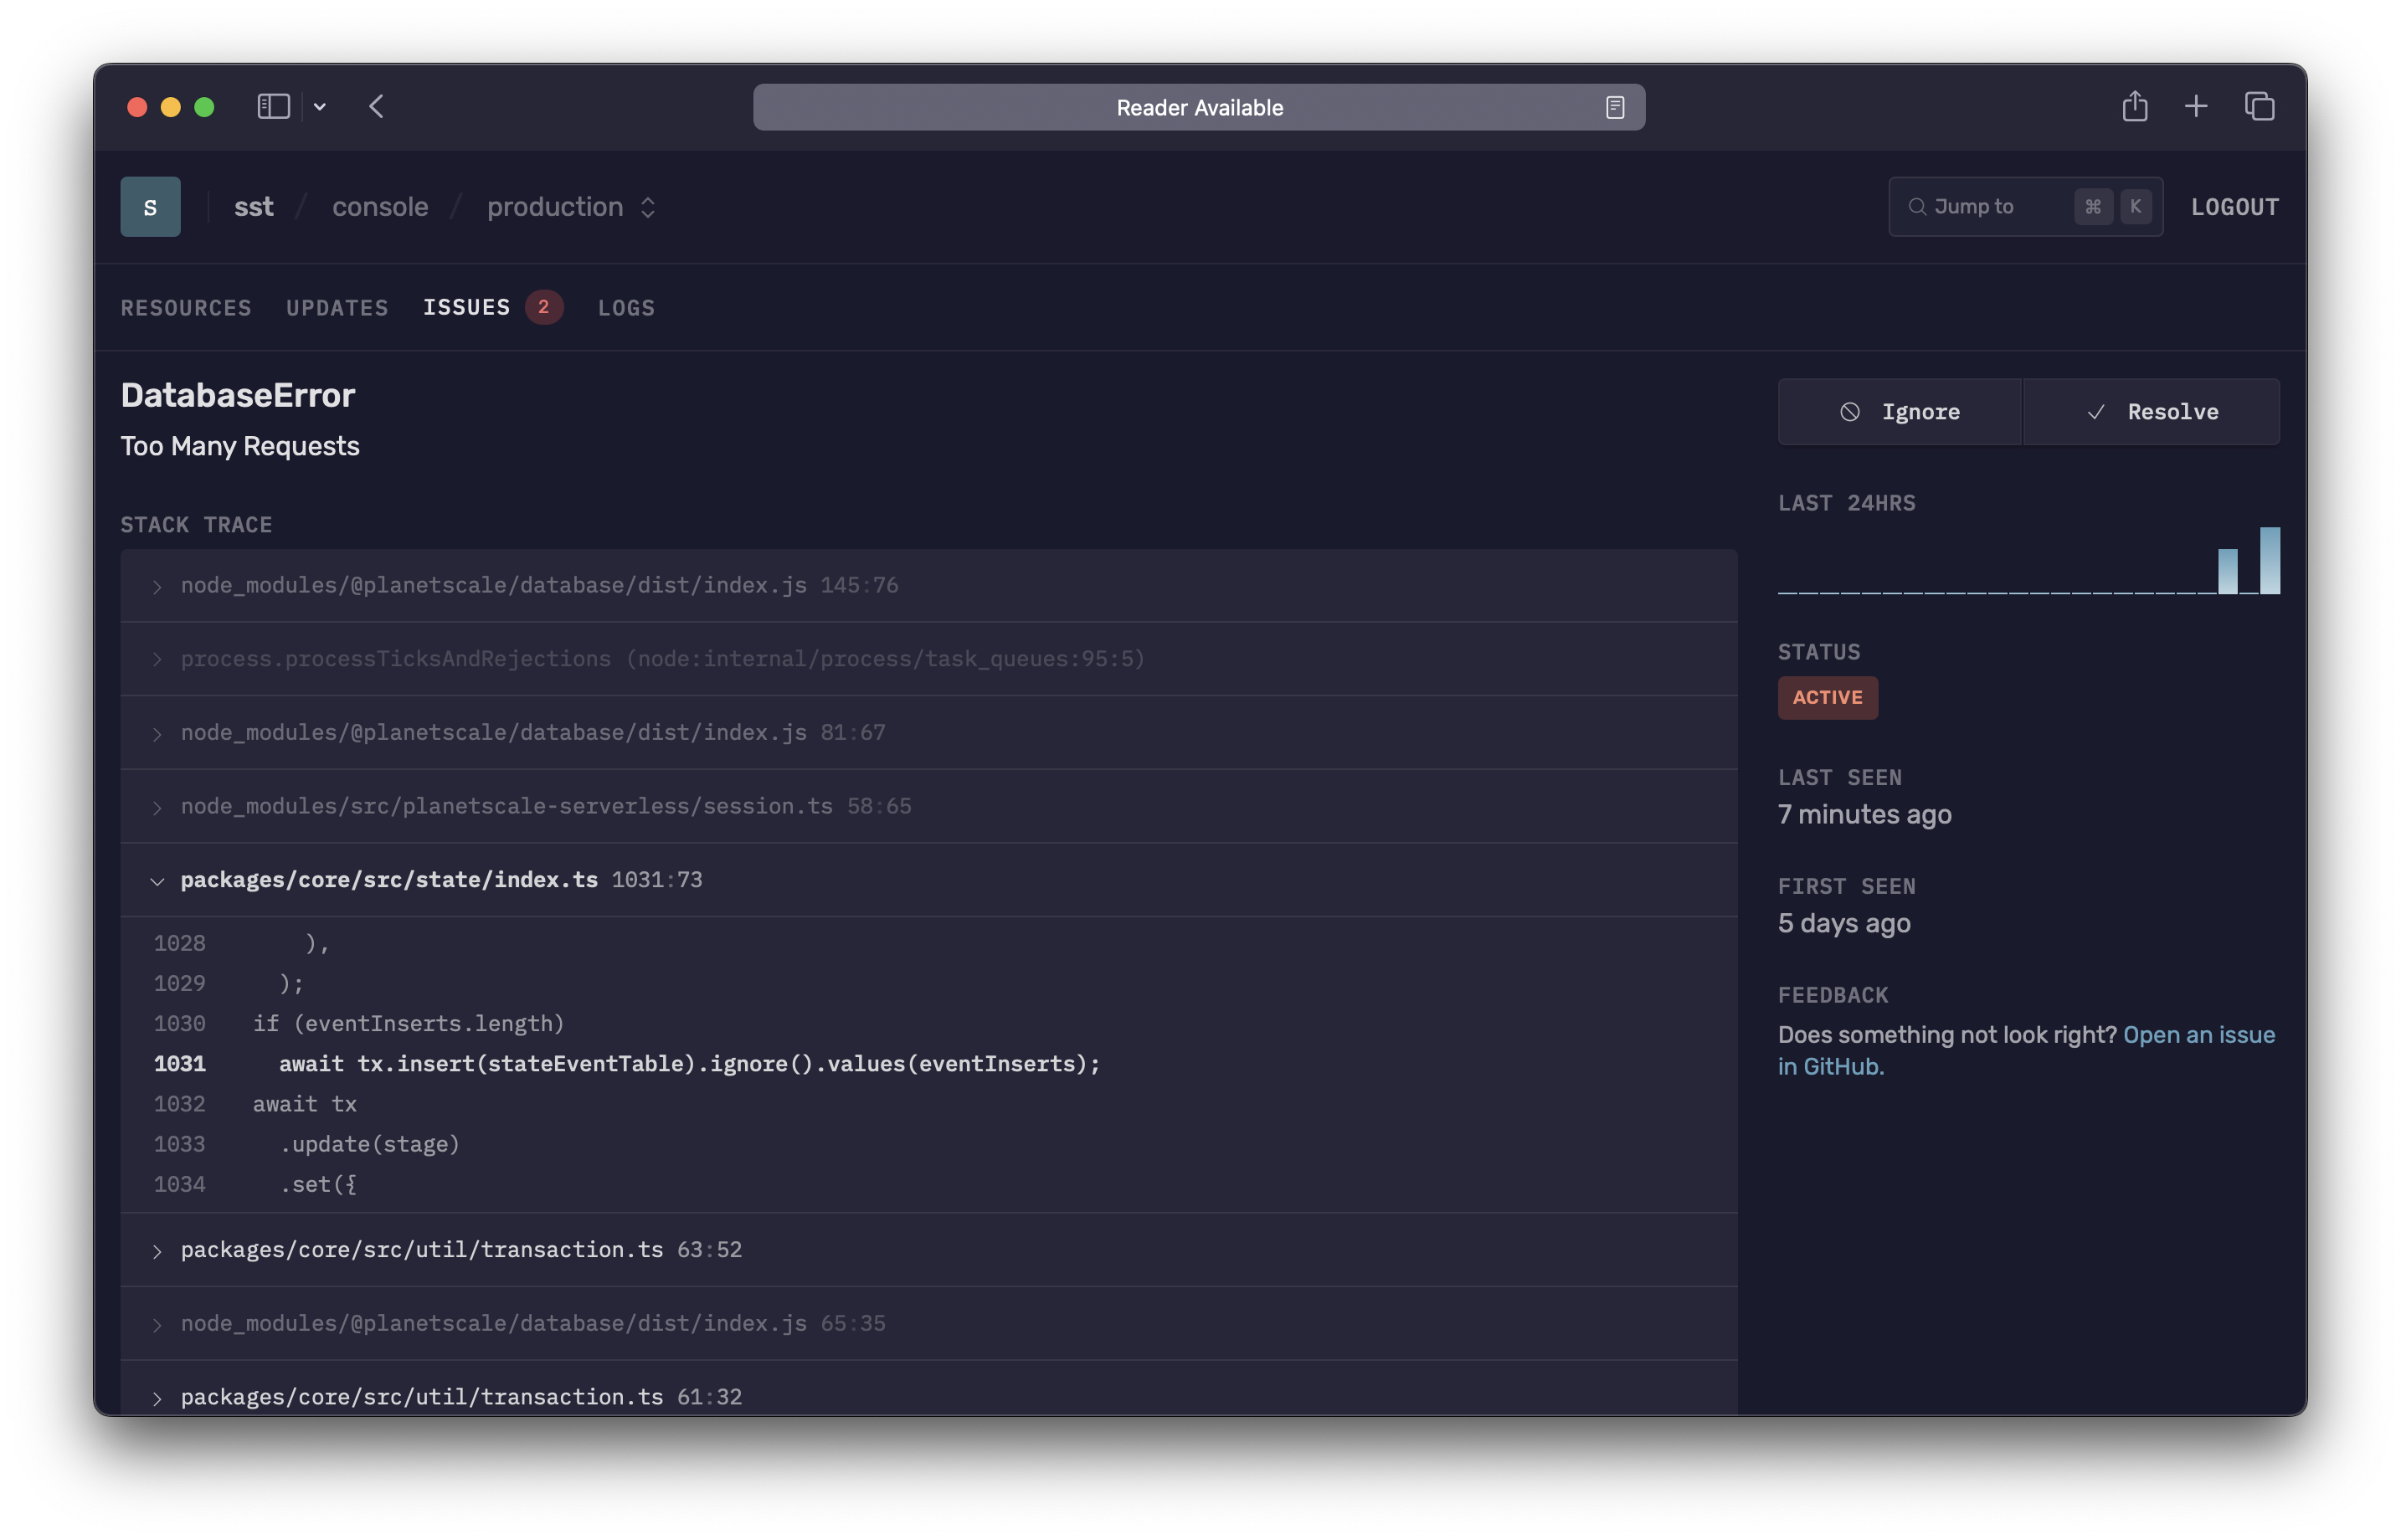 Reader Available
S
sst / console / production
Jump to ⌘ K
LOGOUT
RESOURCES UPDATES ISSUES 2 LOGS
DatabaseError
Too Many Requests
STACK TRACE
node_modules/@planetscale/database/dist/index.js 145:76
process.processTicksAndRejections (node:internal/process/task_queues:95:5)
node_modules/@planetscale/database/dist/index.js 81:67
node_modules/src/planetscale-serverless/session.ts 58:65
packages/core/src/state/index.ts 1031:73
1028 ),
1029 );
1030 if (eventInserts.length)
1031 await tx.insert(stateEventTable).ignore().values(eventInserts);
1032 await tx
1033 .update(stage)
1034 .set({
packages/core/src/util/transaction.ts 63:52
node_modules/@planetscale/database/dist/index.js 65:35
packages/core/src/util/transaction.ts 61:32
Ignore
Resolve
LAST 24HRS
STATUS
ACTIVE
LAST SEEN
7 minutes ago
FIRST SEEN
5 days ago
FEEDBACK
Does something not look right? Open an issue
in GitHub.